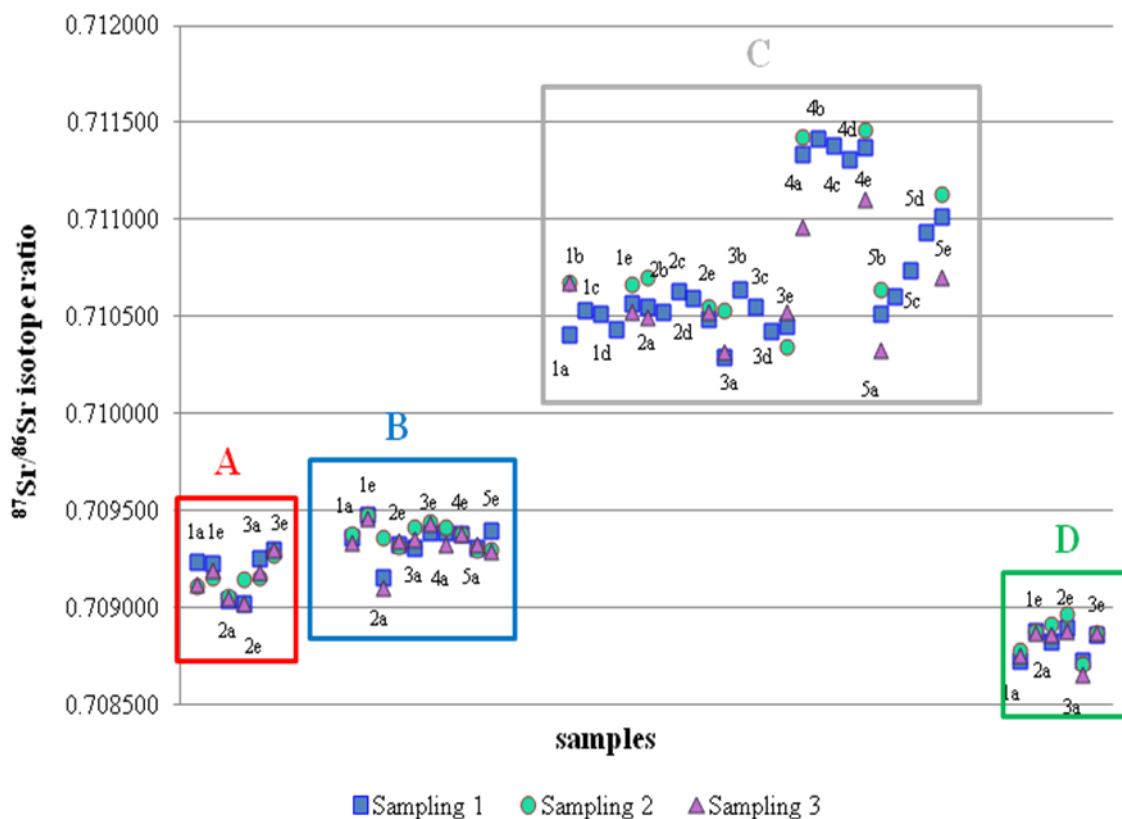 0.712000
0.711500
0.711000
0.710500
0.710000
0.709500
0.709000
0.708500
87Sr/86Sr isotope ratio
samples
A
1a 1e 3a 3e
2a
2e
B
1a 1e 2e 3e 4e 5e
2a 3a 4a 5a
C
1b 1c 1e 2b 2c 2e 3b 3c 3e 4b 4d 5b 5d
1a 1d 2a 2d 3a 3d 4a 4c 4e 5a 5c 5e
D
1e 2e 3e
1a 2a 3a
Sampling 1 Sampling 2 Sampling 3